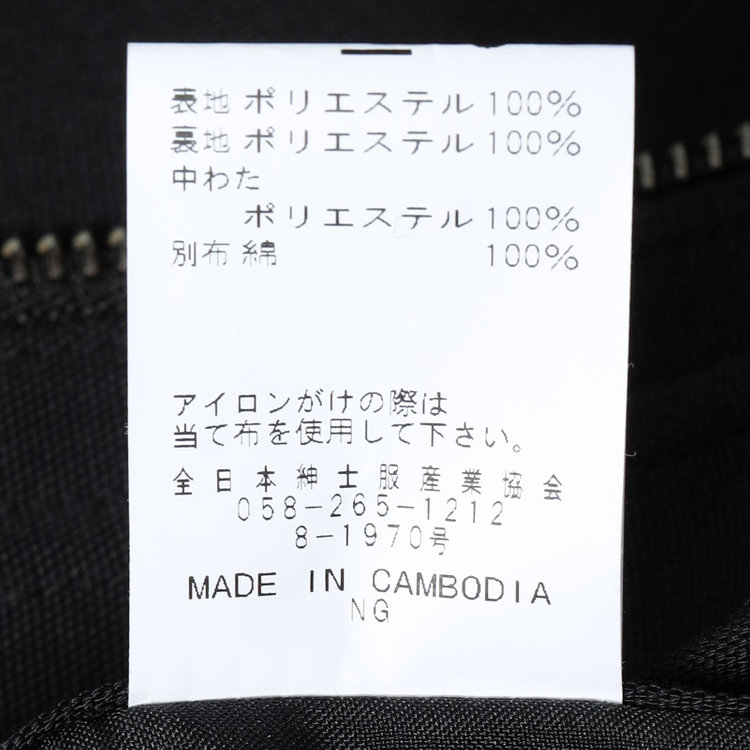 表地 ポリエステル 100%
裏地 ポリエステル 100%
中わた
ポリエステル 100%
別布 綿 100%
アイロンがけの際は
当て布を使用して下さい。
全日本紳士服産業協会
058-265-1212
8-1970号
MADE IN CAMBODIA
NG